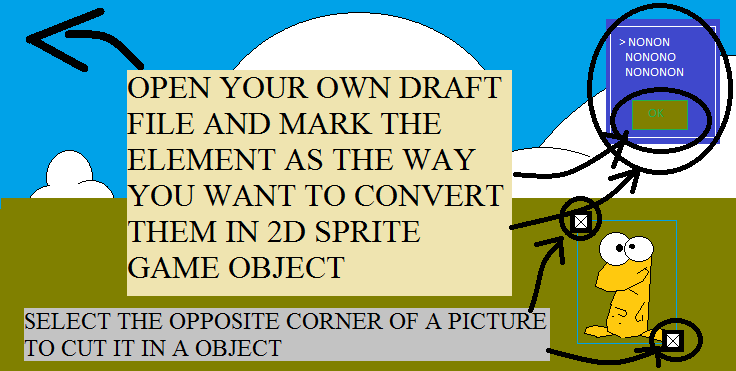 > NONON
NONONO
NONONON
OK
OPEN YOUR OWN DRAFT
FILE AND MARK THE
ELEMENT AS THE WAY
YOU WANT TO CONVERT
THEM IN 2D SPRITE
GAME OBJECT
SELECT THE OPPOSITE CORNER OF A PICTURE
TO CUT IT IN A OBJECT